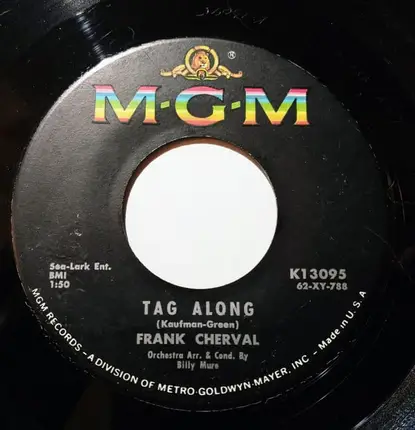 ®
M·G·M
Sea-Lark Ent.
BMI
1:50
K13095
62-XY-788
TAG ALONG
(Kaufman-Green)
FRANK CHERVAL
Orchestra Arr. & Cond. By
Billy Mure
MGM RECORDS - A DIVISION OF METRO-GOLDWYN-MAYER, INC - Made in U.S.A